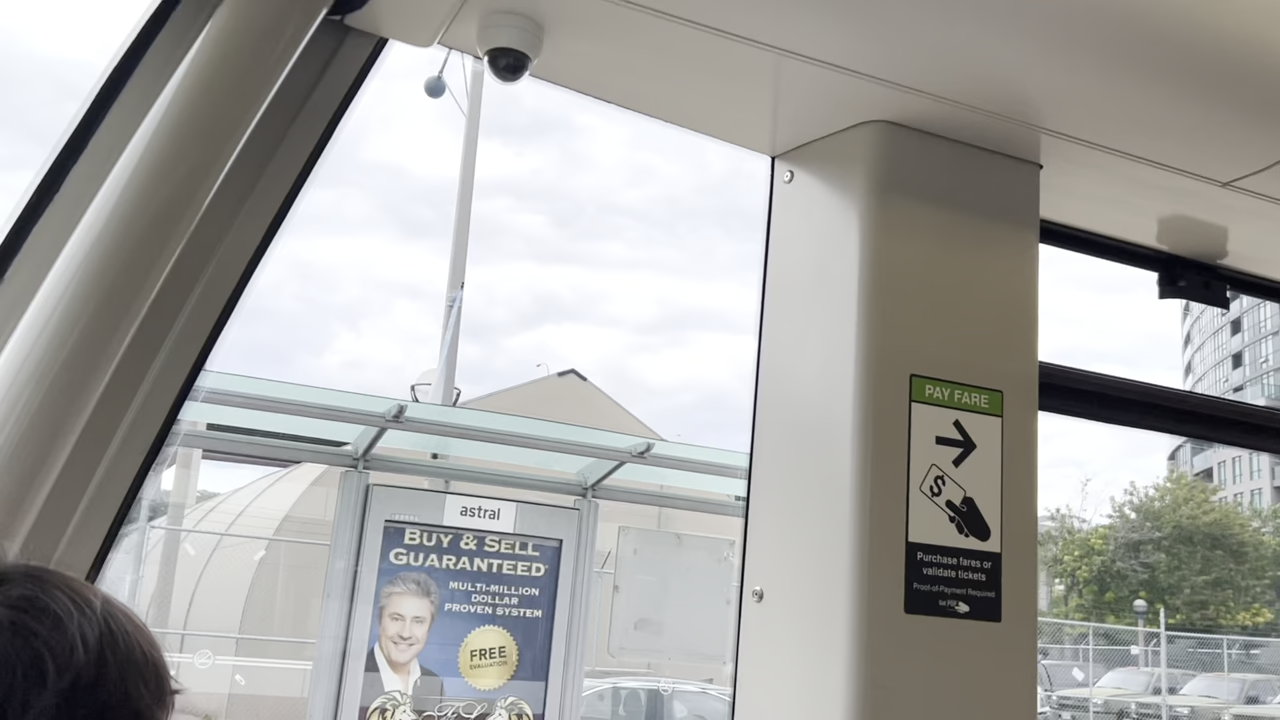 astral
BUY & SELL
GUARANTEED
MULTI-MILLION
DOLLAR
PROVEN SYSTEM
FREE
EVALUATION
PAY FARE
$
Purchase fares or
validate tickets
Proof-of-Payment Required